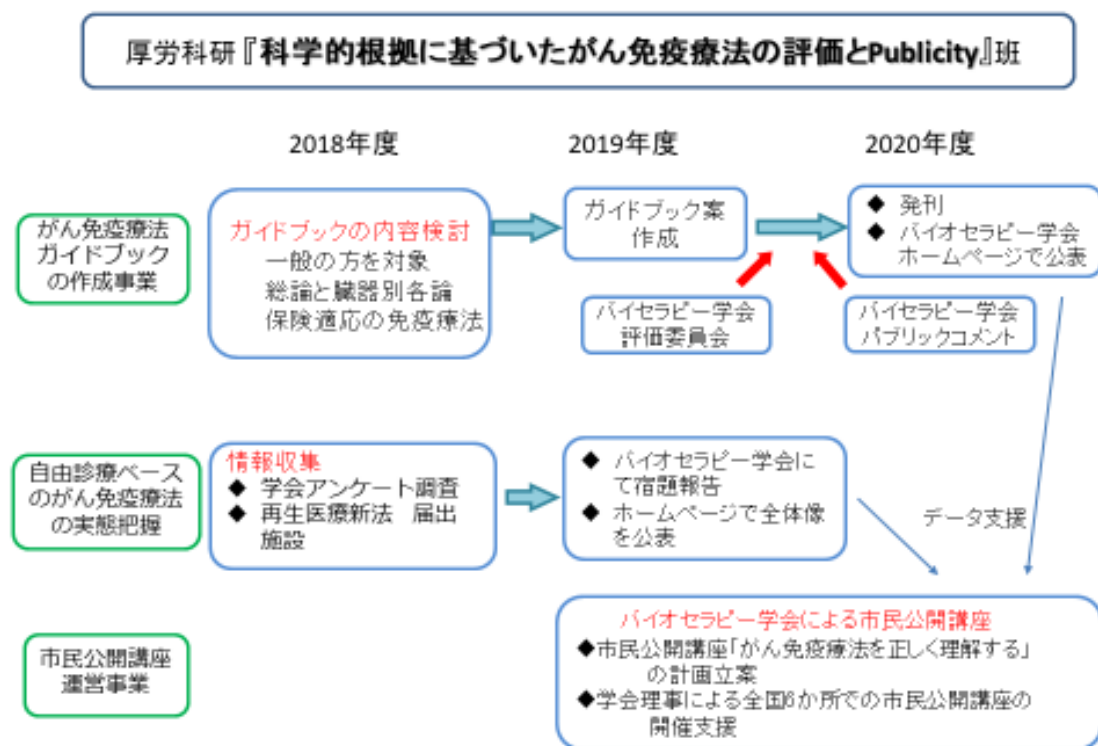 厚労科研『科学的根拠に基づいたがん免疫療法の評価とPublicity』班
2018年度
2019年度
2020年度
がん免疫療法
ガイドブック
の作成事業
ガイドブックの内容検討
一般の方を対象
総論と臓器別各論
保険適応の免疫療法
ガイドブック案
作成
◆ 発刊
◆ バイオセラピー学会
ホームページで公表
バイセラピー学会
評価委員会
バイセラピー学会
パブリックコメント
自由診療ベース
のがん免疫療法
の実態把握
情報収集
◆ 学会アンケート調査
◆ 再生医療新法 届出
施設
◆ バイオセラピー学会に
て宿題報告
◆ ホームページで全体像
を公表
データ支援
市民公開講座
運営事業
バイオセラピー学会による市民公開講座
◆市民公開講座「がん免疫療法を正しく理解する」
の計画立案
◆学会理事による全国6か所での市民公開講座の
開催支援